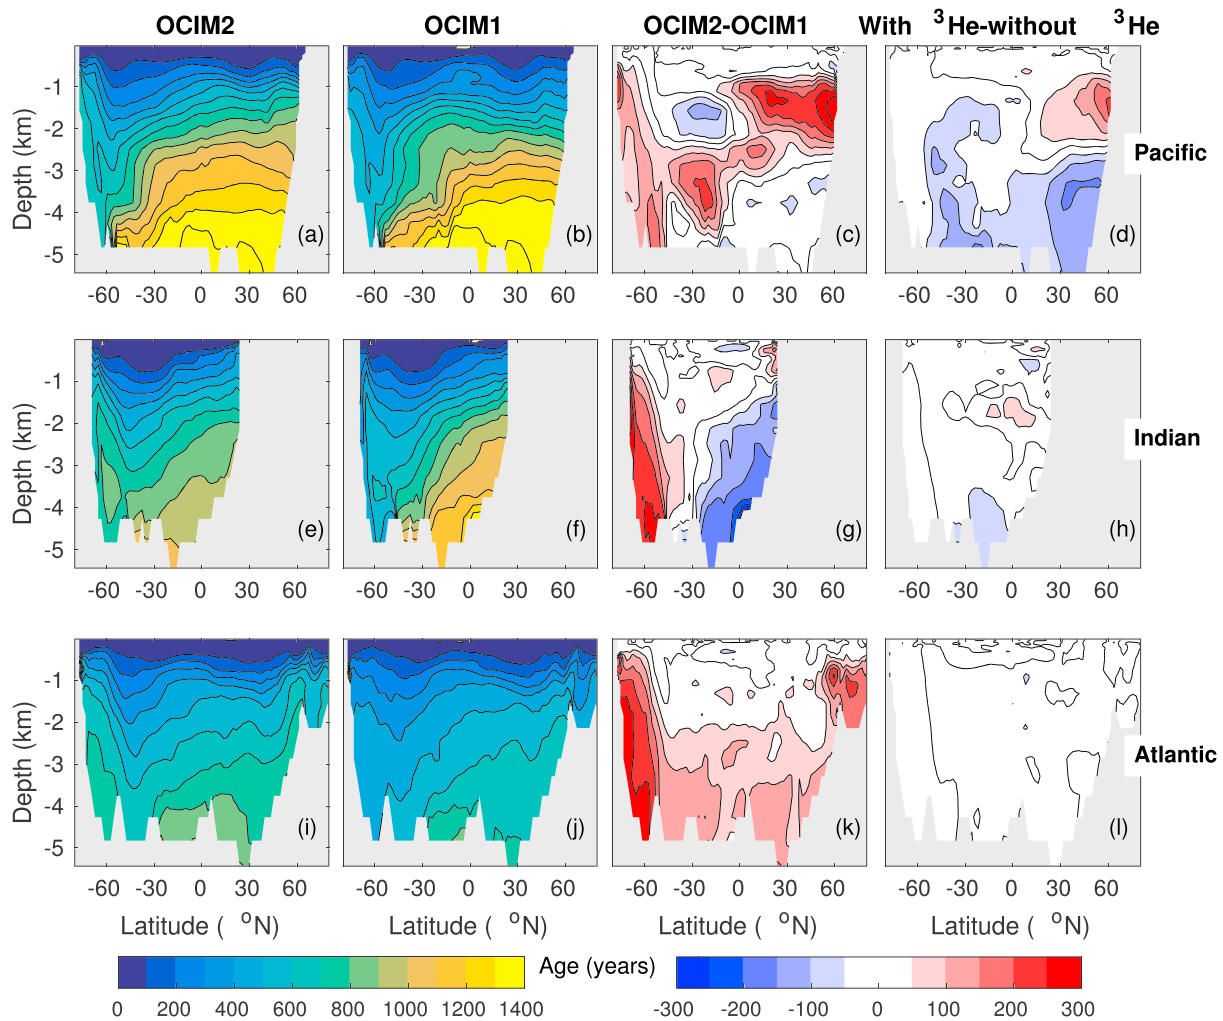 OCIM2 OCIM1 OCIM2-OCIM1 With ³He-without ³He
Depth (km) -1 -2 -3 -4 -5 (a) (b) (c) (d) Pacific
-60 -30 0 30 60 -60 -30 0 30 60 -60 -30 0 30 60 -60 -30 0 30 60
Depth (km) -1 -2 -3 -4 -5 (e) (f) (g) (h) Indian
-60 -30 0 30 60 -60 -30 0 30 60 -60 -30 0 30 60 -60 -30 0 30 60
Depth (km) -1 -2 -3 -4 -5 (i) (j) (k) (l) Atlantic
-60 -30 0 30 60 -60 -30 0 30 60 -60 -30 0 30 60 -60 -30 0 30 60
Latitude ( °N) Latitude ( °N) Latitude ( °N) Latitude ( °N)
Age (years)
0 200 400 600 800 1000 1200 1400 -300 -200 -100 0 100 200 300